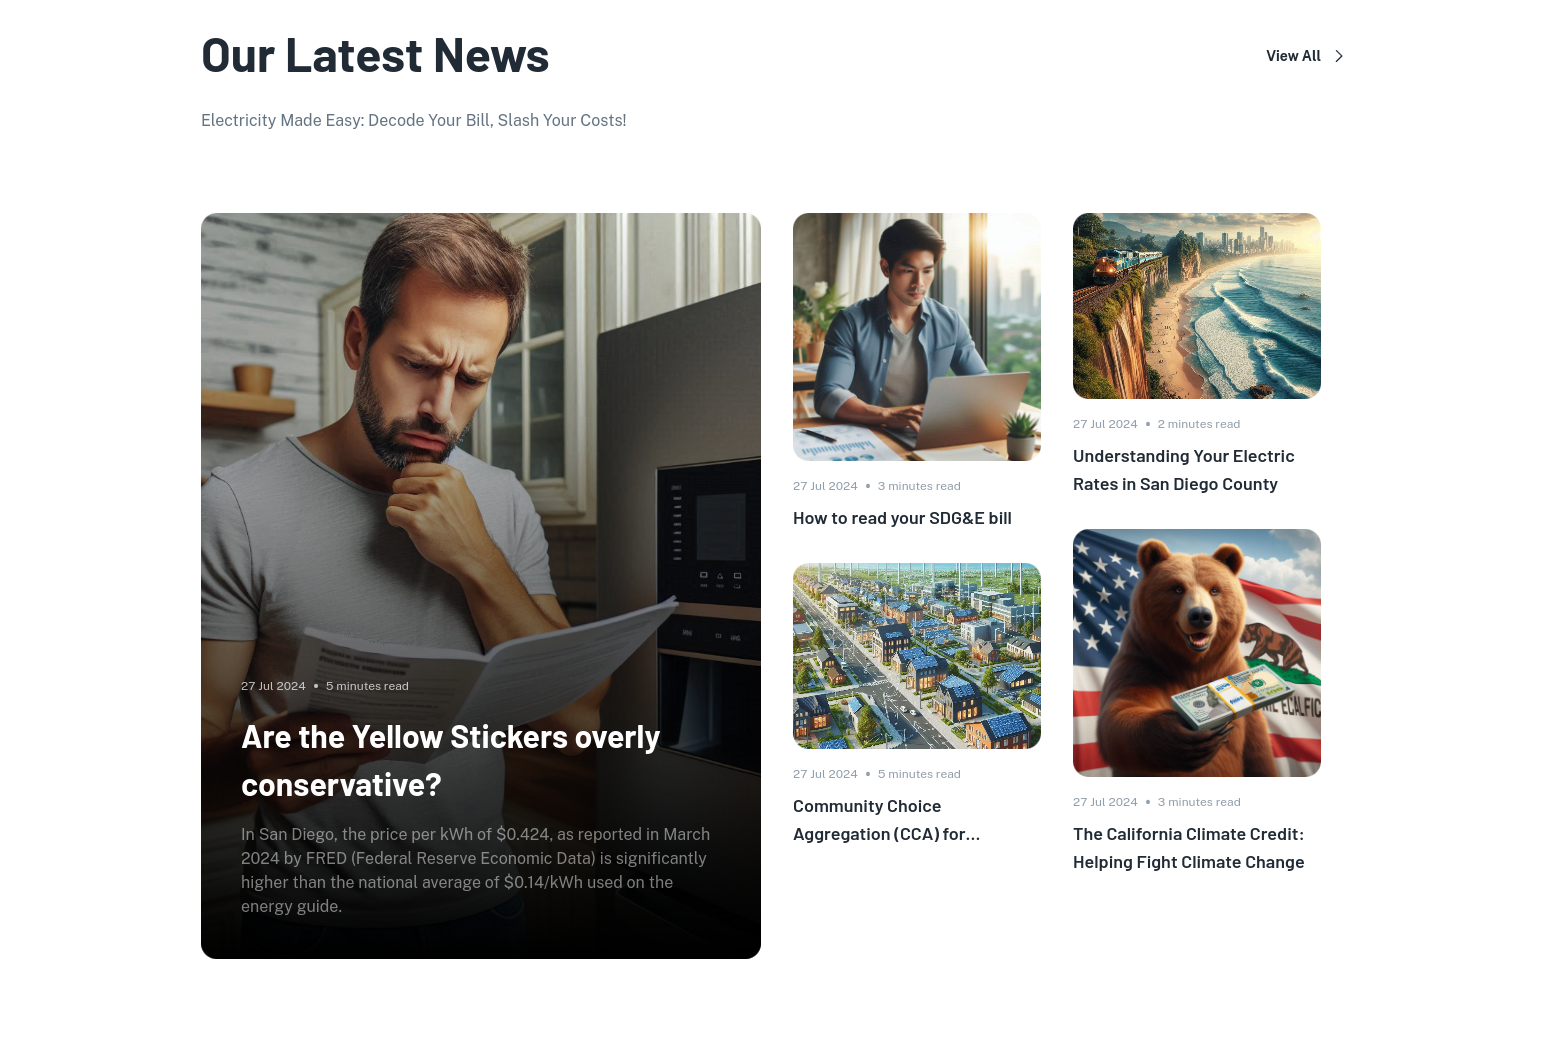 Our Latest News
View All
Electricity Made Easy: Decode Your Bill, Slash Your Costs!
27 Jul 2024 • 5 minutes read
Are the Yellow Stickers overly
conservative?
In San Diego, the price per kWh of $0.424, as reported in March
2024 by FRED (Federal Reserve Economic Data) is significantly
higher than the national average of $0.14/kWh used on the
energy guide.
27 Jul 2024 • 3 minutes read
How to read your SDG&E bill
27 Jul 2024 • 5 minutes read
Community Choice
Aggregation (CCA) for...
27 Jul 2024 • 2 minutes read
Understanding Your Electric
Rates in San Diego County
27 Jul 2024 • 3 minutes read
The California Climate Credit:
Helping Fight Climate Change